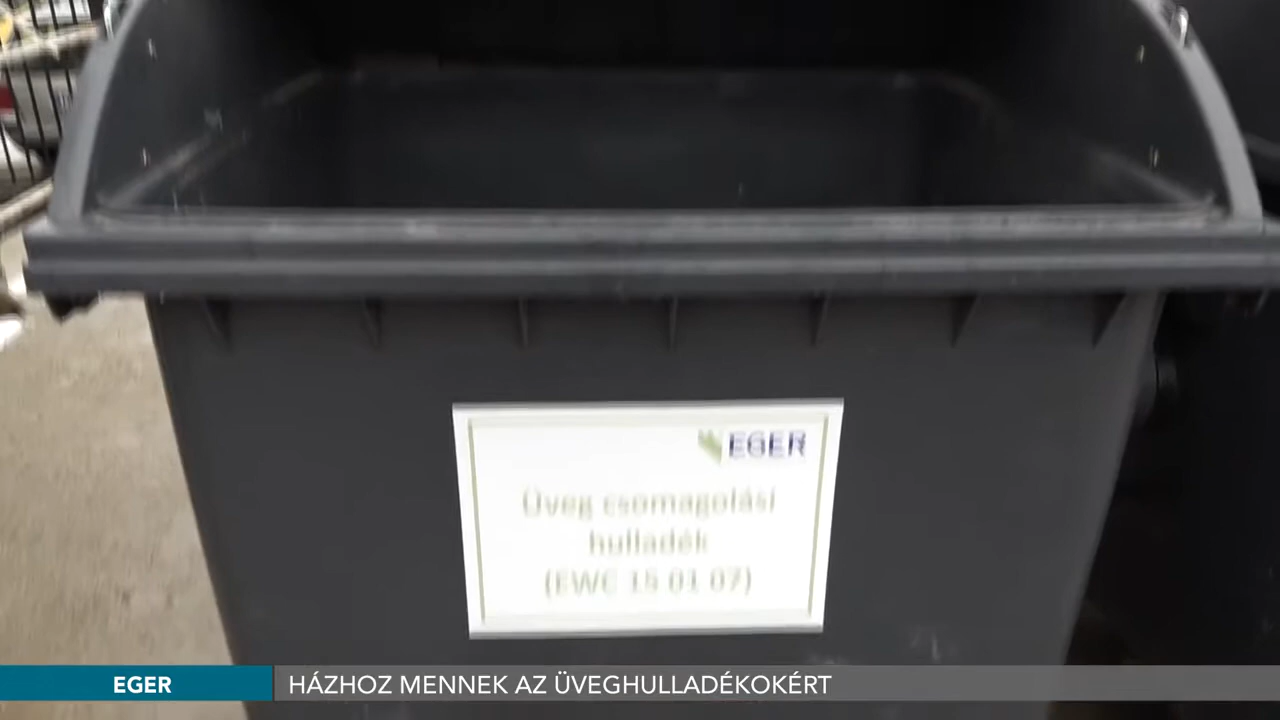 EGER
Üveg csomagolási
hulladék
(EWC 15 01 07)
EGER
HÁZHOZ MENNEK AZ ÜVEGHULLADÉKOKÉRT